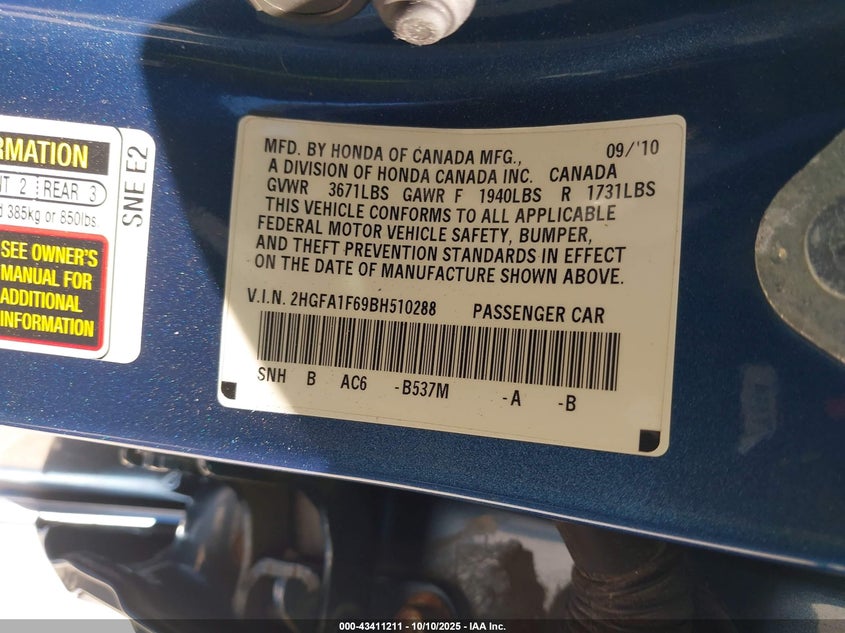 RMATION
NT 2 REAR 3
d 385kg or 850lbs.
SEE OWNER'S
MANUAL FOR
ADDITIONAL
INFORMATION
SNE E2
MFD. BY HONDA OF CANADA MFG., 09/'10
A DIVISION OF HONDA CANADA INC. CANADA
GVWR 3671LBS GAWR F 1940LBS R 1731LBS
THIS VEHICLE CONFORMS TO ALL APPLICABLE
FEDERAL MOTOR VEHICLE SAFETY, BUMPER,
AND THEFT PREVENTION STANDARDS IN EFFECT
ON THE DATE OF MANUFACTURE SHOWN ABOVE.
V.I.N. 2HGFA1F69BH510288 PASSENGER CAR
SNH B AC6 -B537M -A -B
000-43411211 - 10/10/2025 - IAA Inc.